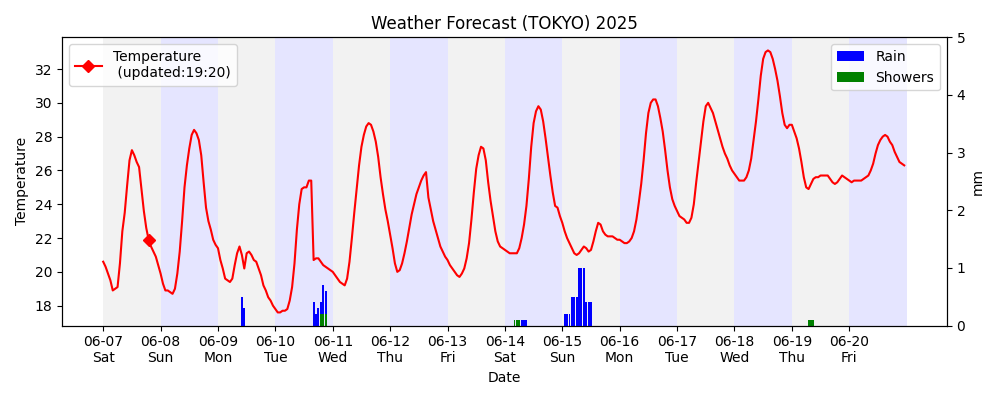 Weather Forecast (TOKYO) 2025
Temperature
(updated:19:20)
Rain
Showers
Temperature
32
30
28
26
24
22
20
18
5
4
3
2
1
0
mm
06-07 06-08 06-09 06-10 06-11 06-12 06-13 06-14 06-15 06-16 06-17 06-18 06-19 06-20
Sat Sun Mon Tue Wed Thu Fri Sat Sun Mon Tue Wed Thu Fri
Date